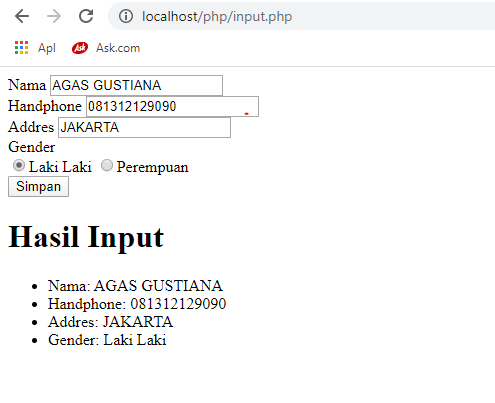 localhost/php/input.php
Apl Ask Ask.com
Nama AGAS GUSTIANA
Handphone 081312129090
Addres JAKARTA
Gender
Laki Laki Perempuan
Simpan
Hasil Input
• Nama: AGAS GUSTIANA
• Handphone: 081312129090
• Addres: JAKARTA
• Gender: Laki Laki